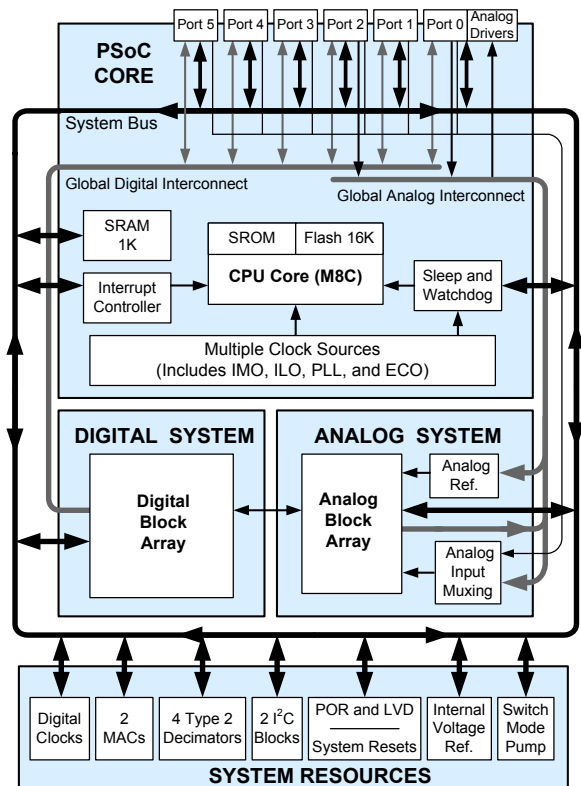 Port 5 Port 4 Port 3 Port 2 Port 1 Port 0 Analog
Drivers
PSoC
CORE
System Bus
Global Digital Interconnect
Global Analog Interconnect
SRAM
1K
SROM Flash 16K
CPU Core (M8C)
Interrupt
Controller
Sleep and
Watchdog
Multiple Clock Sources
(Includes IMO, ILO, PLL, and ECO)
DIGITAL SYSTEM
Digital
Block
Array
ANALOG SYSTEM
Analog
Block
Array
Analog
Ref.
Analog
Input
Muxing
Digital
Clocks
2
MACs
4 Type 2
Decimators
2 I²C
Blocks
POR and LVD
System Resets
Internal
Voltage
Ref.
Switch
Mode
Pump
SYSTEM RESOURCES